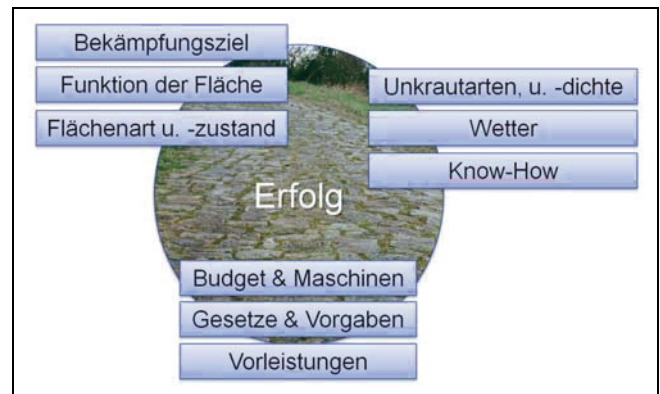 Bekämpfungsziel
Funktion der Fläche
Flächenart u. -zustand
Unkrautarten, u. -dichte
Wetter
Know-How
Erfolg
Budget & Maschinen
Gesetze & Vorgaben
Vorleistungen